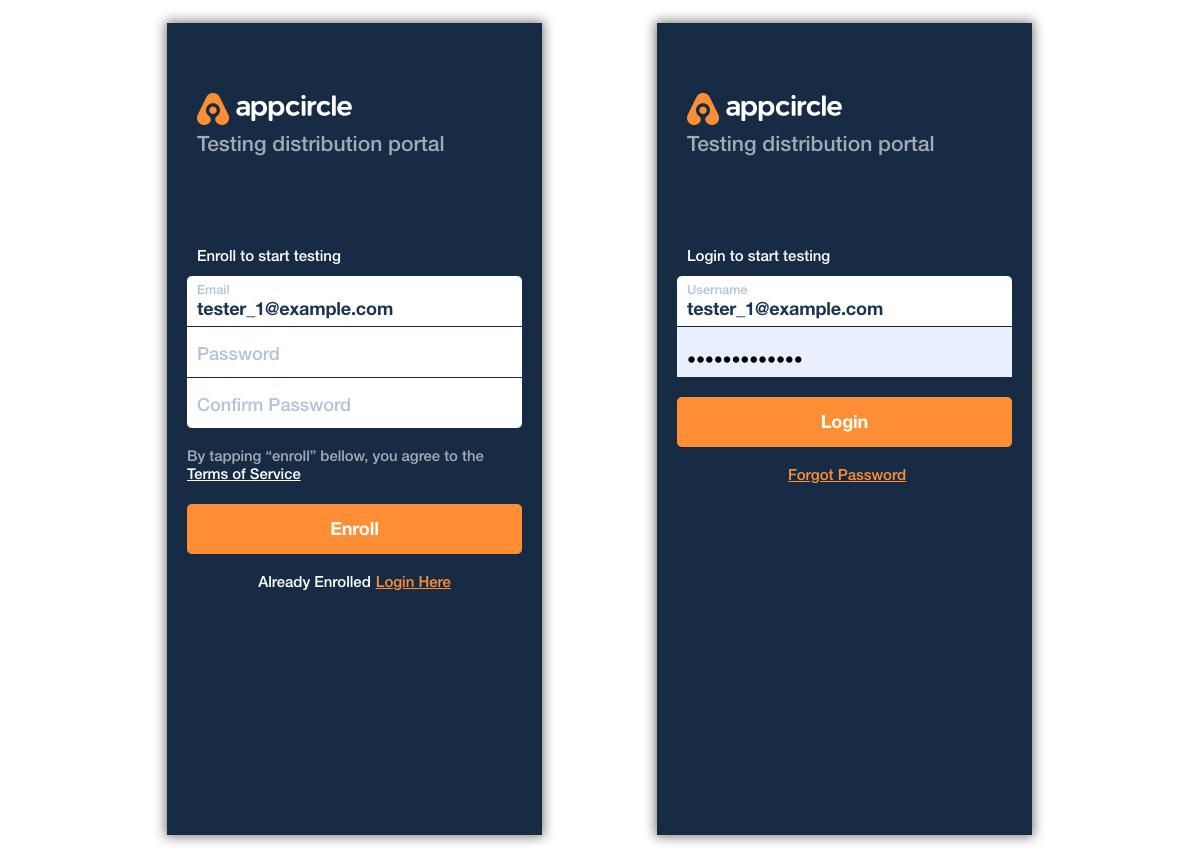 appcircle
Testing distribution portal
Enroll to start testing
Email
tester_1@example.com
Password
Confirm Password
By tapping “enroll” bellow, you agree to the
Terms of Service
Enroll
Already Enrolled Login Here
appcircle
Testing distribution portal
Login to start testing
Username
tester_1@example.com
•••••••••••••
Login
Forgot Password